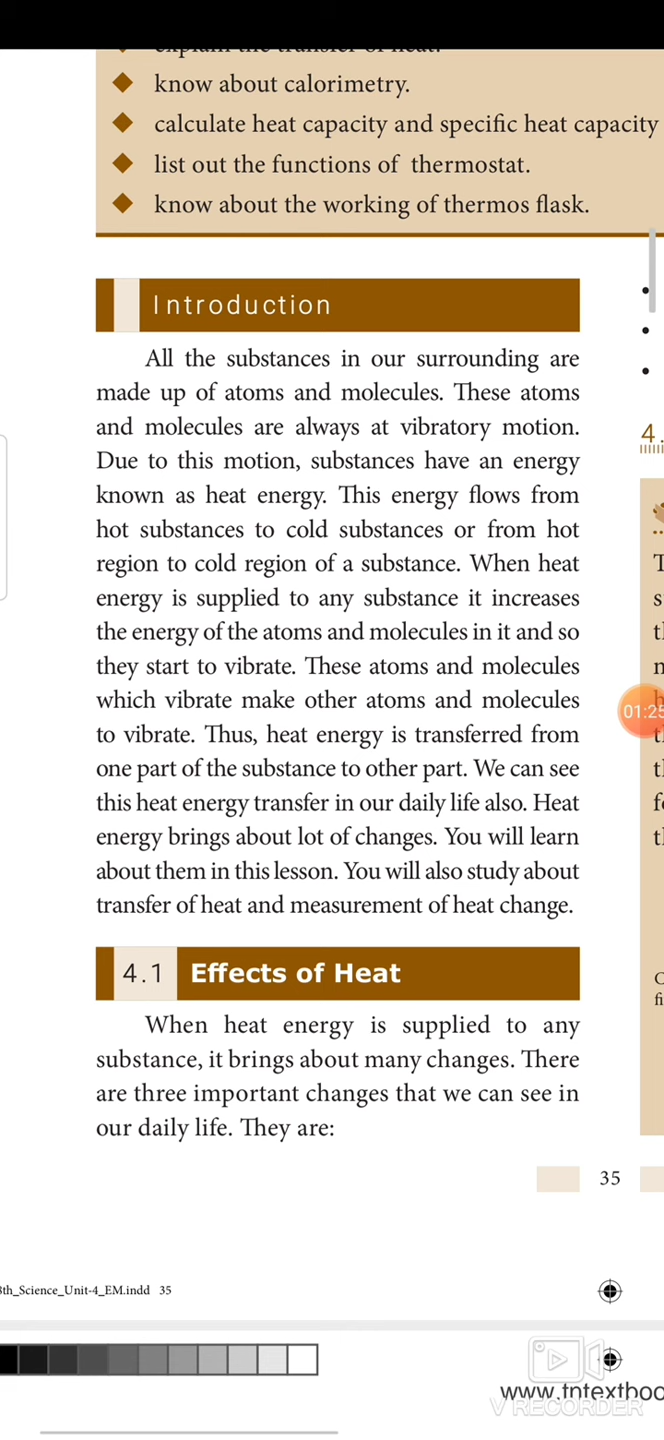 explain the transfer of heat.
know about calorimetry.
calculate heat capacity and specific heat capacity
list out the functions of thermostat.
know about the working of thermos flask.
Introduction
All the substances in our surrounding are
made up of atoms and molecules. These atoms
and molecules are always at vibratory motion.
Due to this motion, substances have an energy
known as heat energy. This energy flows from
hot substances to cold substances or from hot
region to cold region of a substance. When heat
energy is supplied to any substance it increases
the energy of the atoms and molecules in it and so
they start to vibrate. These atoms and molecules
which vibrate make other atoms and molecules
to vibrate. Thus, heat energy is transferred from
one part of the substance to other part. We can see
this heat energy transfer in our daily life also. Heat
energy brings about lot of changes. You will learn
about them in this lesson. You will also study about
transfer of heat and measurement of heat change.
4.1 Effects of Heat
When heat energy is supplied to any
substance, it brings about many changes. There
are three important changes that we can see in
our daily life. They are:
35
8th_Science_Unit-4_EM.indd 35
4.
01:25
www.tntextboo
V RECORDER